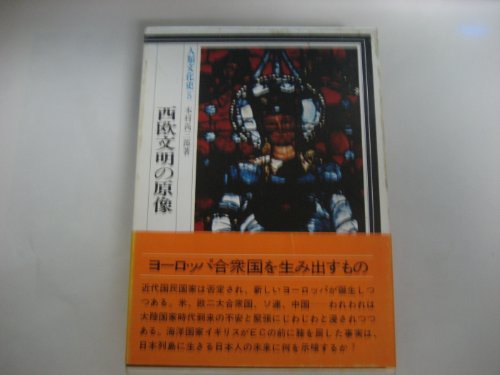 人類文化史5
木村尚三郎著
西欧文明の原像
ヨーロッパ合衆国を生み出すもの
近代国民国家は否定され、新しいヨーロッパが誕生しつ
つある。米、欧二大合衆国、ソ連、中国──われわれは
大陸国家時代到来の不安と緊張にじわじわと浸されつつ
ある。海洋国家イギリスがECの前に膝を屈した事実は、
日本列島に生きる日本人の未来に何を示唆するか?